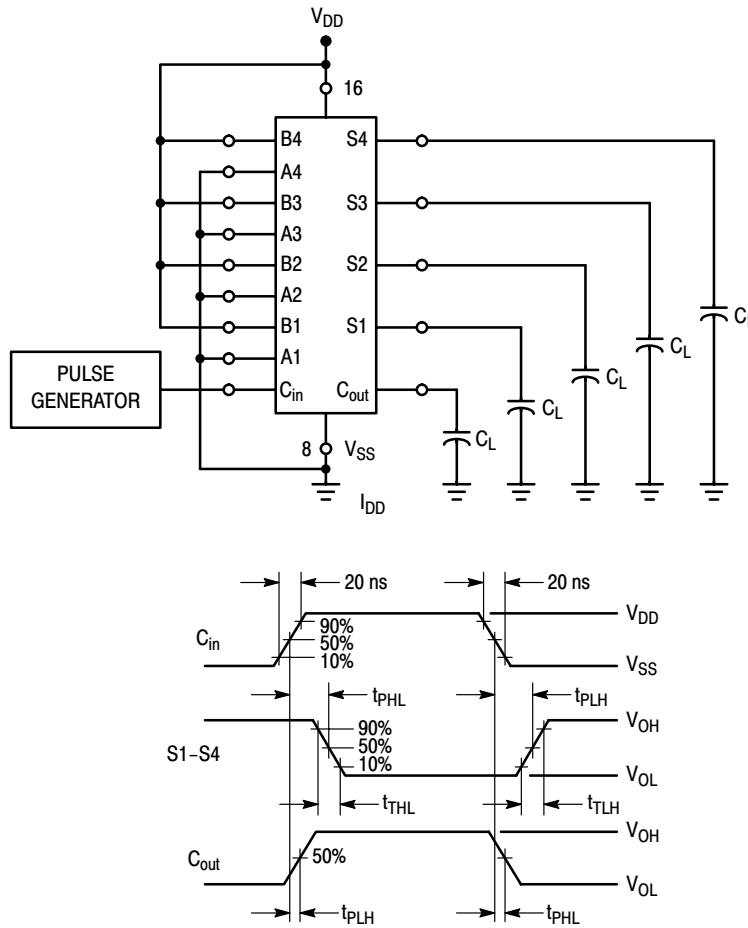 VDD
16
B4 S4
A4
B3 S3
A3
B2 S2
A2
B1 S1
A1
Cin Cout
PULSE
GENERATOR
CL
CL
CL
CL
C
8 VSS
IDD
20 ns 20 ns
Cin
90%
50%
10%
VDD
VSS
tPHL tPLH
S1–S4
90%
50%
10%
VOH
VOL
tTHL tTLH
Cout
50%
VOH
VOL
tPLH tPHL